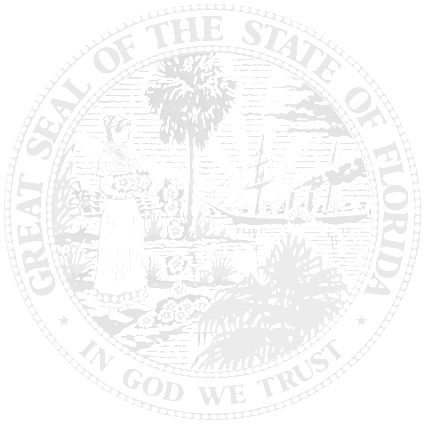 GREAT SEAL OF THE STATE OF FLORIDA
IN GOD WE TRUST